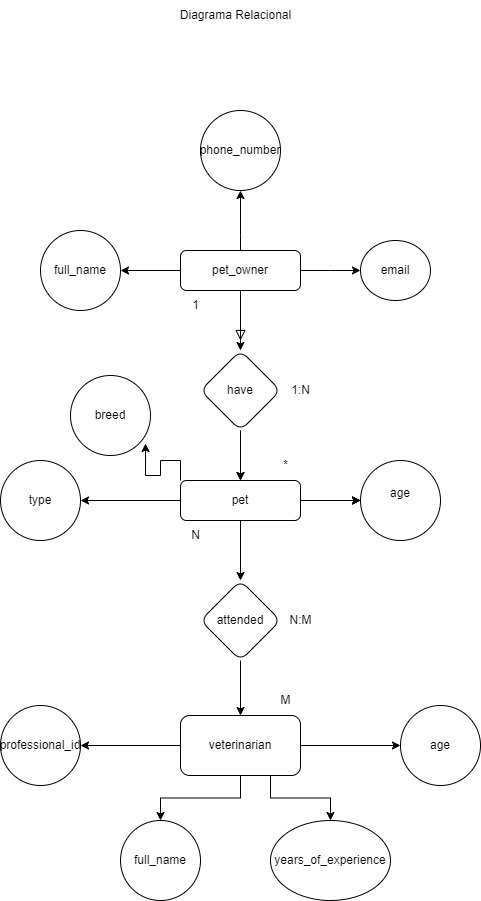 Diagrama Relacional
phone_number
full_name
pet_owner
email
1
have
1:N
breed
*
type
pet
age
N
attended
N:M
M
professional_id
veterinarian
age
full_name
years_of_experience